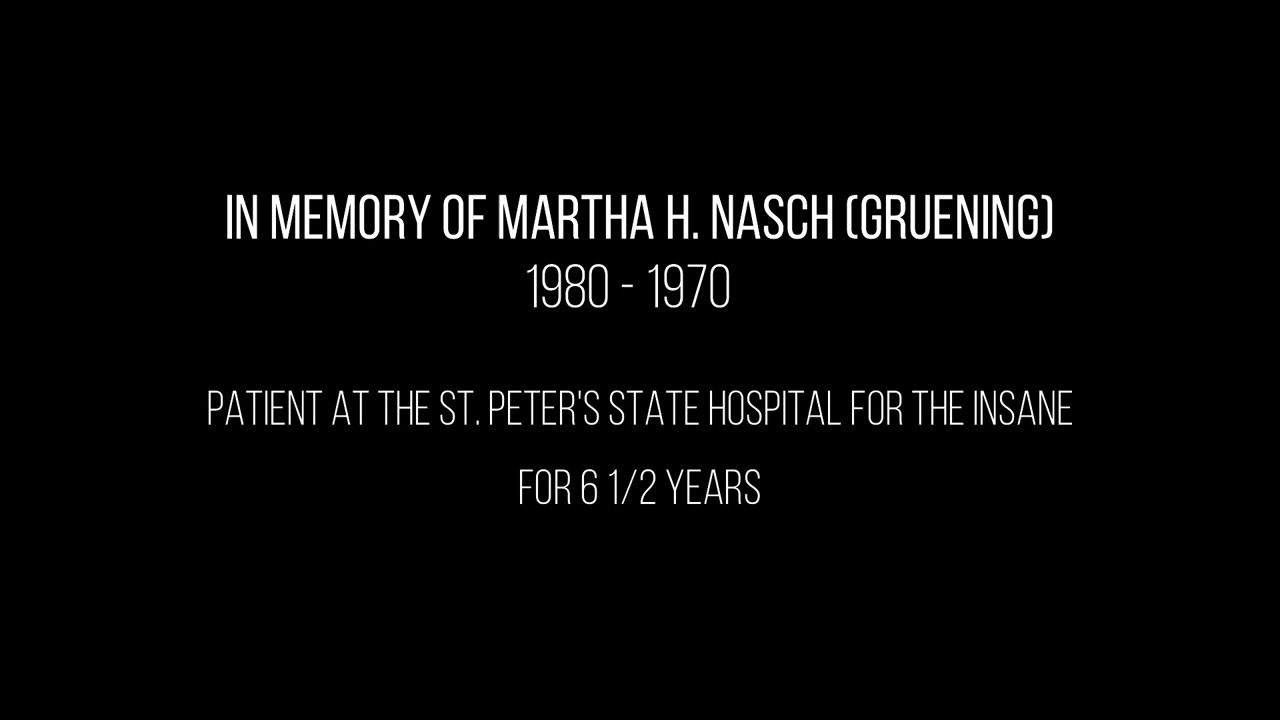 IN MEMORY OF MARTHA H. NASCH (GRUENING)
1980 - 1970
PATIENT AT THE ST. PETER'S STATE HOSPITAL FOR THE INSANE
FOR 6 1/2 YEARS